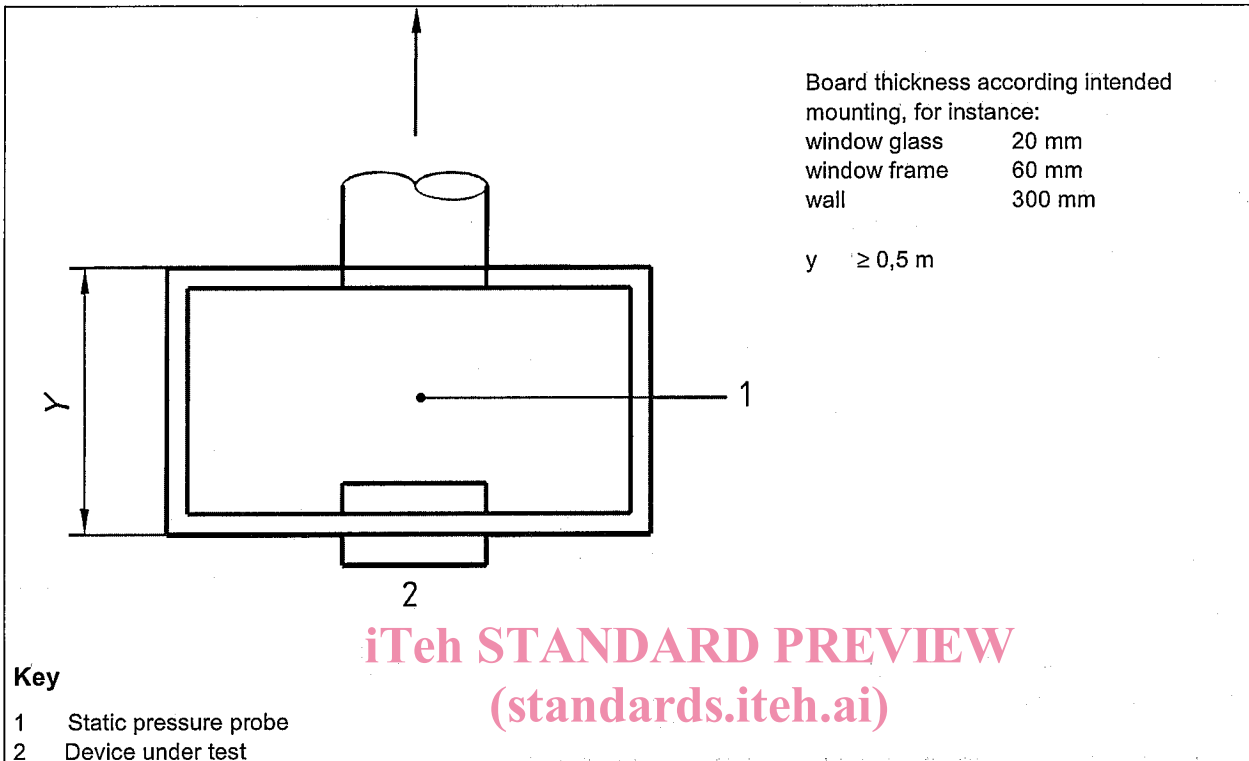 Board thickness according intended
mounting, for instance:
window glass 20 mm
window frame 60 mm
wall 300 mm
y ≥ 0,5 m
Y
1
2
iTeh STANDARD PREVIEW
(standards.iteh.ai)
Key
1 Static pressure probe
2 Device under test